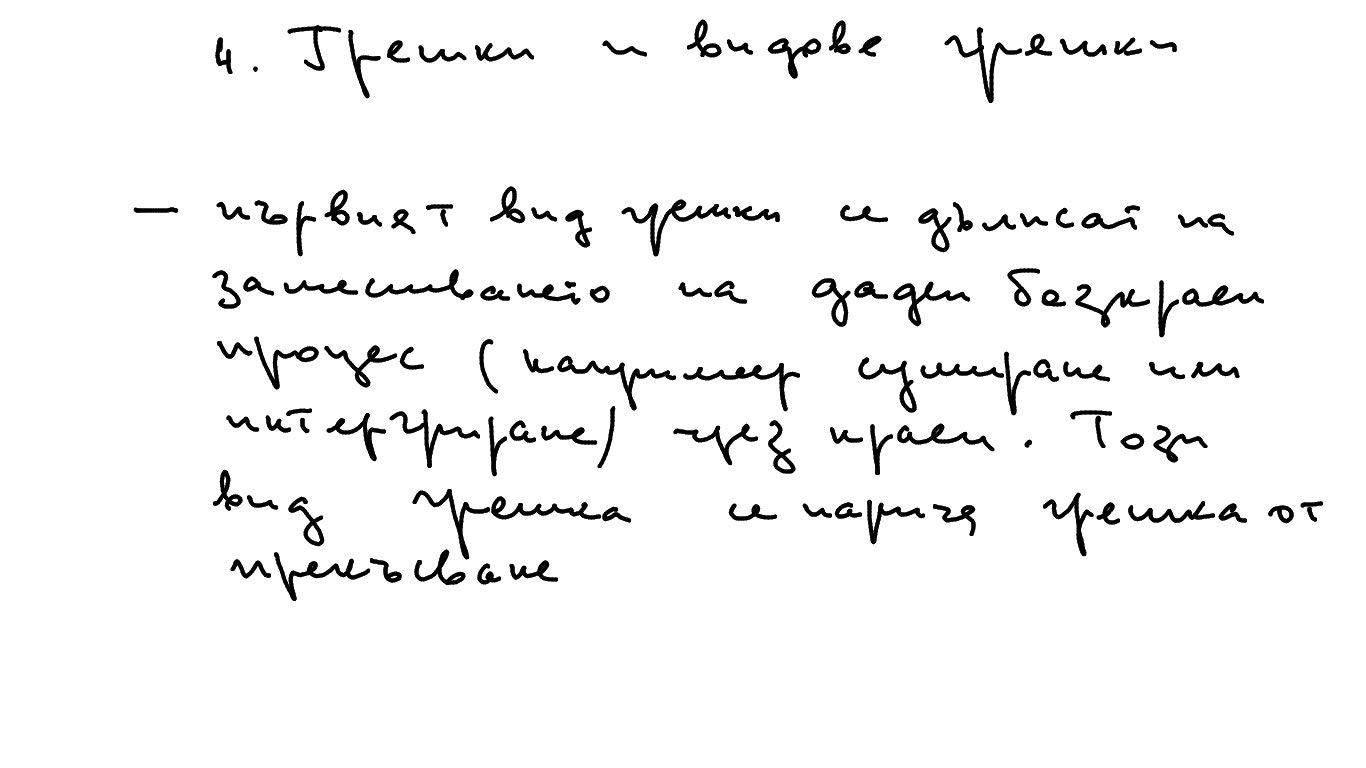 4. Грешки и видове грешки
— първият вид грешки се дължат на
заместването на даден безкраен
процес (например сумиране или
интегриране) чрез краен. Този
вид грешка се нарича грешка от
прекъсване